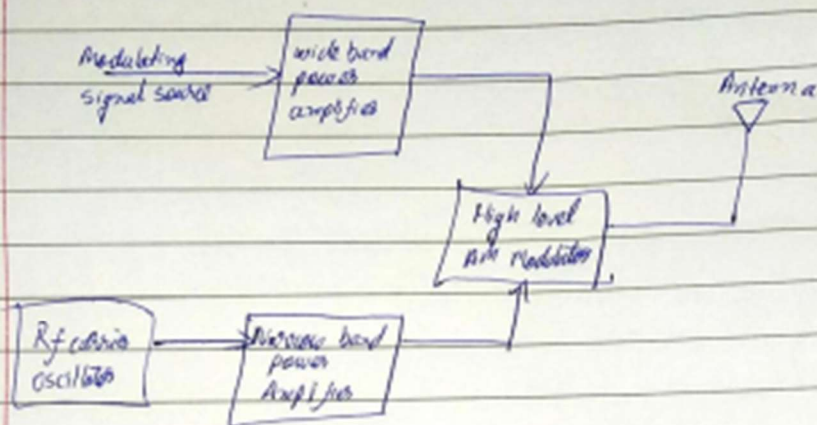 Modulating
signal source
wide band
power
amplifier
Antenna
High level
AM Modulator
Rf carrier
oscillator
Narrow band
power
Amplifier